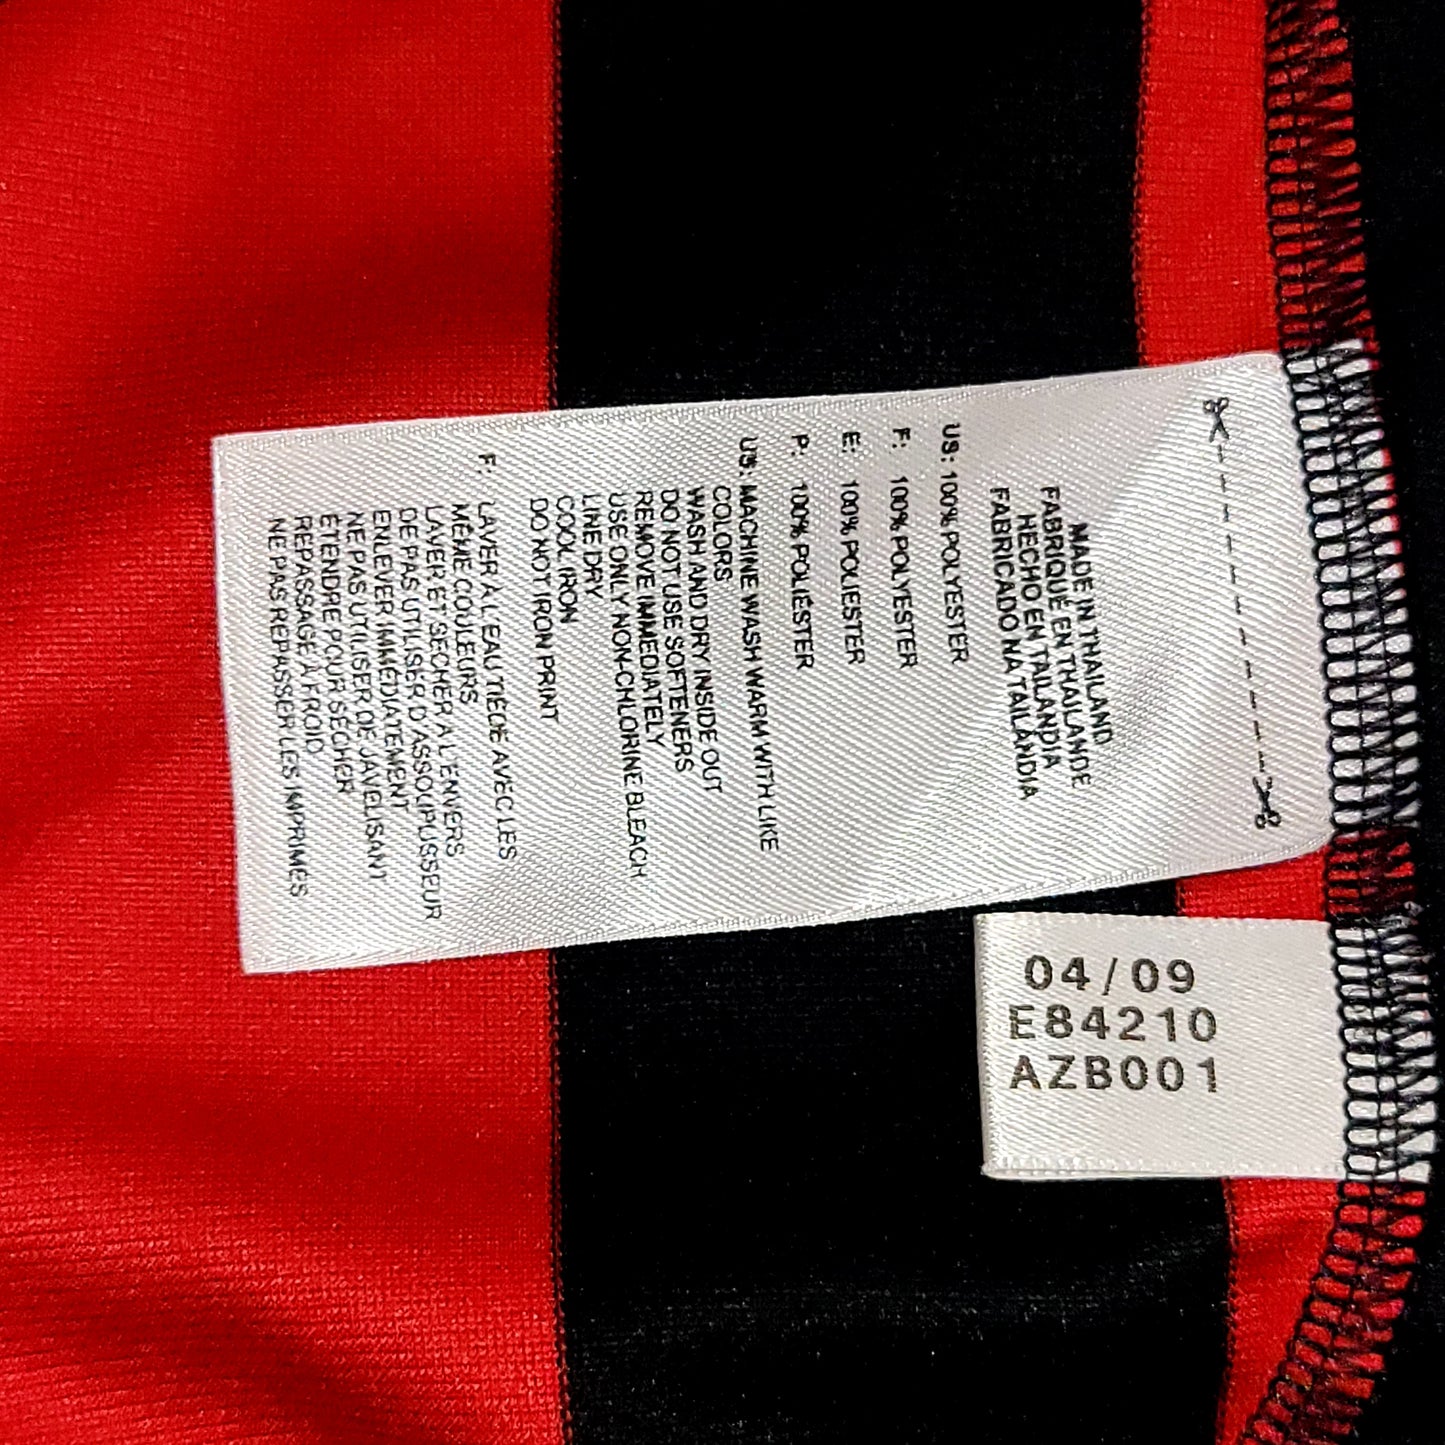 MADE IN THAILAND
FABRIQUÉ EN THAILANDE
HECHO EN TAILANDIA
FABRICADO NA TAILÂNDIA
US: 100% POLYESTER
F: 100% POLYESTER
E: 100% POLIESTER
P: 100% POLIÉSTER
US: MACHINE WASH WARM WITH LIKE
COLORS
WASH AND DRY INSIDE OUT
DO NOT USE SOFTENERS
REMOVE IMMEDIATELY
USE ONLY NON-CHLORINE BLEACH
LINE DRY
COOL IRON
DO NOT IRON PRINT
F: LAVER À L'EAU TIÈDE AVEC LES
MÊME COULEURS
LAVER ET SÉCHER À L'ENVERS
DE PAS UTILISER D'ASSOUPLISSEUR
ENLEVER IMMÉDIATEMENT
NE PAS UTILISER DE JAVELISANT
ÉTENDRE POUR SÉCHER
REPASSAGE À FROID
NE PAS REPASSER LES IMPRIMÉS
04/09
E84210
AZB001